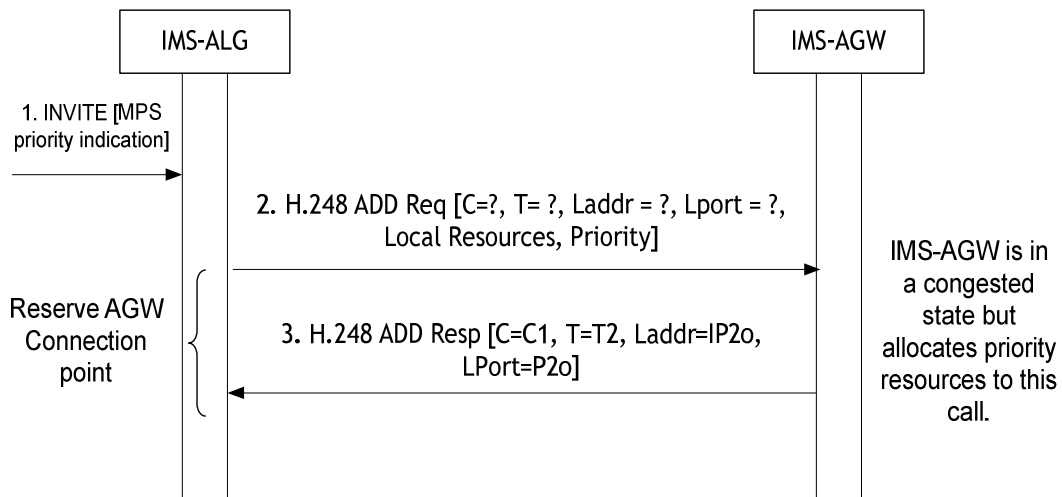 IMS-ALG
IMS-AGW
1. INVITE [MPS
priority indication]
2. H.248 ADD Req [C=?, T= ?, Laddr = ?, Lport = ?,
Local Resources, Priority]
Reserve AGW
Connection
point
3. H.248 ADD Resp [C=C1, T=T2, Laddr=IP2o,
LPort=P2o]
IMS-AGW is in
a congested
state but
allocates priority
resources to this
call.